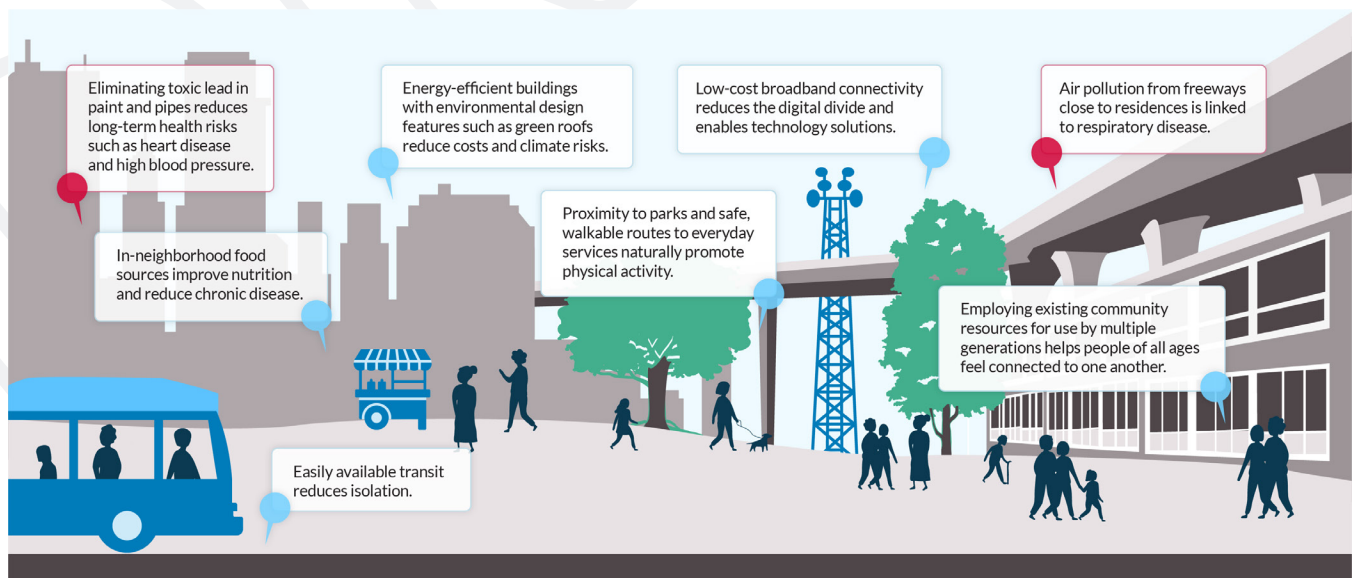 Eliminating toxic lead in
paint and pipes reduces
long-term health risks
such as heart disease
and high blood pressure.
Energy-efficient buildings
with environmental design
features such as green roofs
reduce costs and climate risks.
Low-cost broadband connectivity
reduces the digital divide and
enables technology solutions.
Air pollution from freeways
close to residences is linked
to respiratory disease.
In-neighborhood food
sources improve nutrition
and reduce chronic disease.
Proximity to parks and safe,
walkable routes to everyday
services naturally promote
physical activity.
Employing existing community
resources for use by multiple
generations helps people of all ages
feel connected to one another.
Easily available transit
reduces isolation.